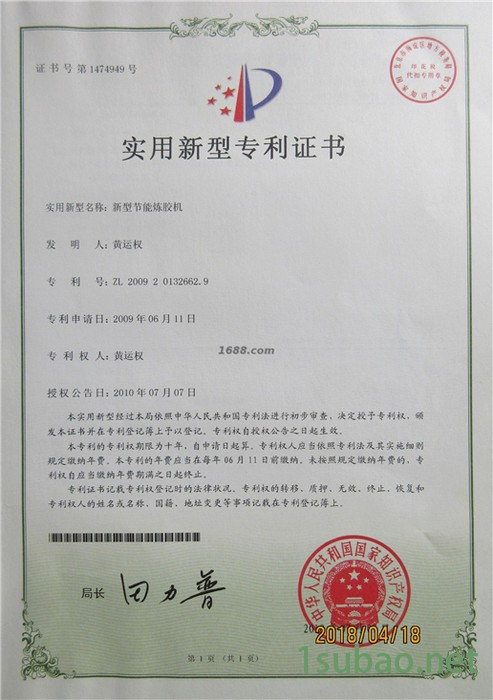 证书号第1474949号
实用新型专利证书
实用新型名称：新型节能炼胶机
发 明 人：黄运权
专 利 号：ZL 2009 2 0132662.9
专利申请日：2009年06月11日
专 利 权 人：黄运权
1688.com
授权公告日：2010年07月07日
本实用新型经过本局依照中华人民共和国专利法进行初步审查，决定授予专利权，颁
发本证书并在专利登记簿上予以登记。专利权自授权公告之日起生效。
本专利的专利权期限为十年，自申请日起算。专利权人应当依照专利法及其实施细则
规定缴纳年费。本专利的年费应当在每年06月11日前缴纳。未按照规定缴纳年费的，专
利权自应当缴纳年费期满之日起终止。
专利证书记载专利权登记时的法律状况。专利权的转移、质押、无效、终止、恢复和
专利权人的姓名或名称、国籍、地址变更等事项记载在专利登记簿上。
局长 田力普
中华人民共和国国家知识产权局
2018/04/18
第1页（共1页）
1subao.net